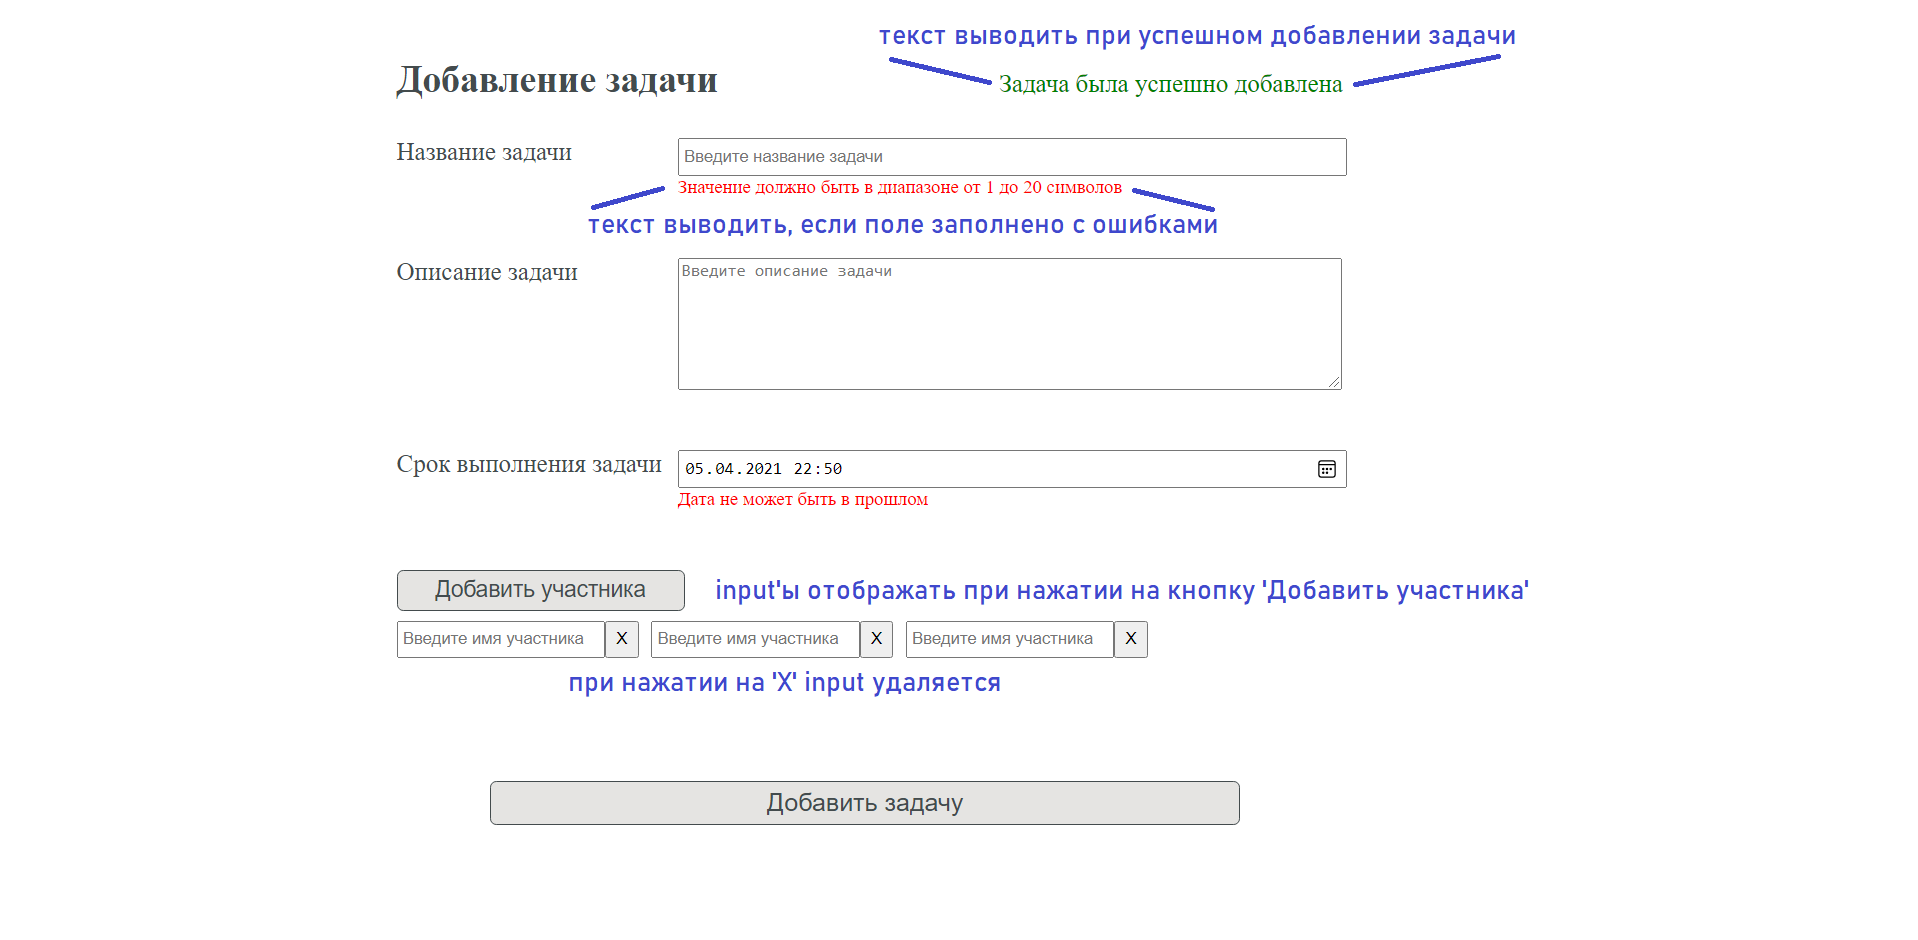 текст выводить при успешном добавлении задачи
Добавление задачи
Задача была успешно добавлена
Название задачи
Введите название задачи
Значение должно быть в диапазоне от 1 до 20 символов
текст выводить, если поле заполнено с ошибками
Описание задачи
Введите описание задачи
Срок выполнения задачи
05.04.2021 22:50
Дата не может быть в прошлом
Добавить участника
input'ы отображать при нажатии на кнопку 'Добавить участника'
Введите имя участника X Введите имя участника X Введите имя участника X
при нажатии на 'X' input удаляется
Добавить задачу